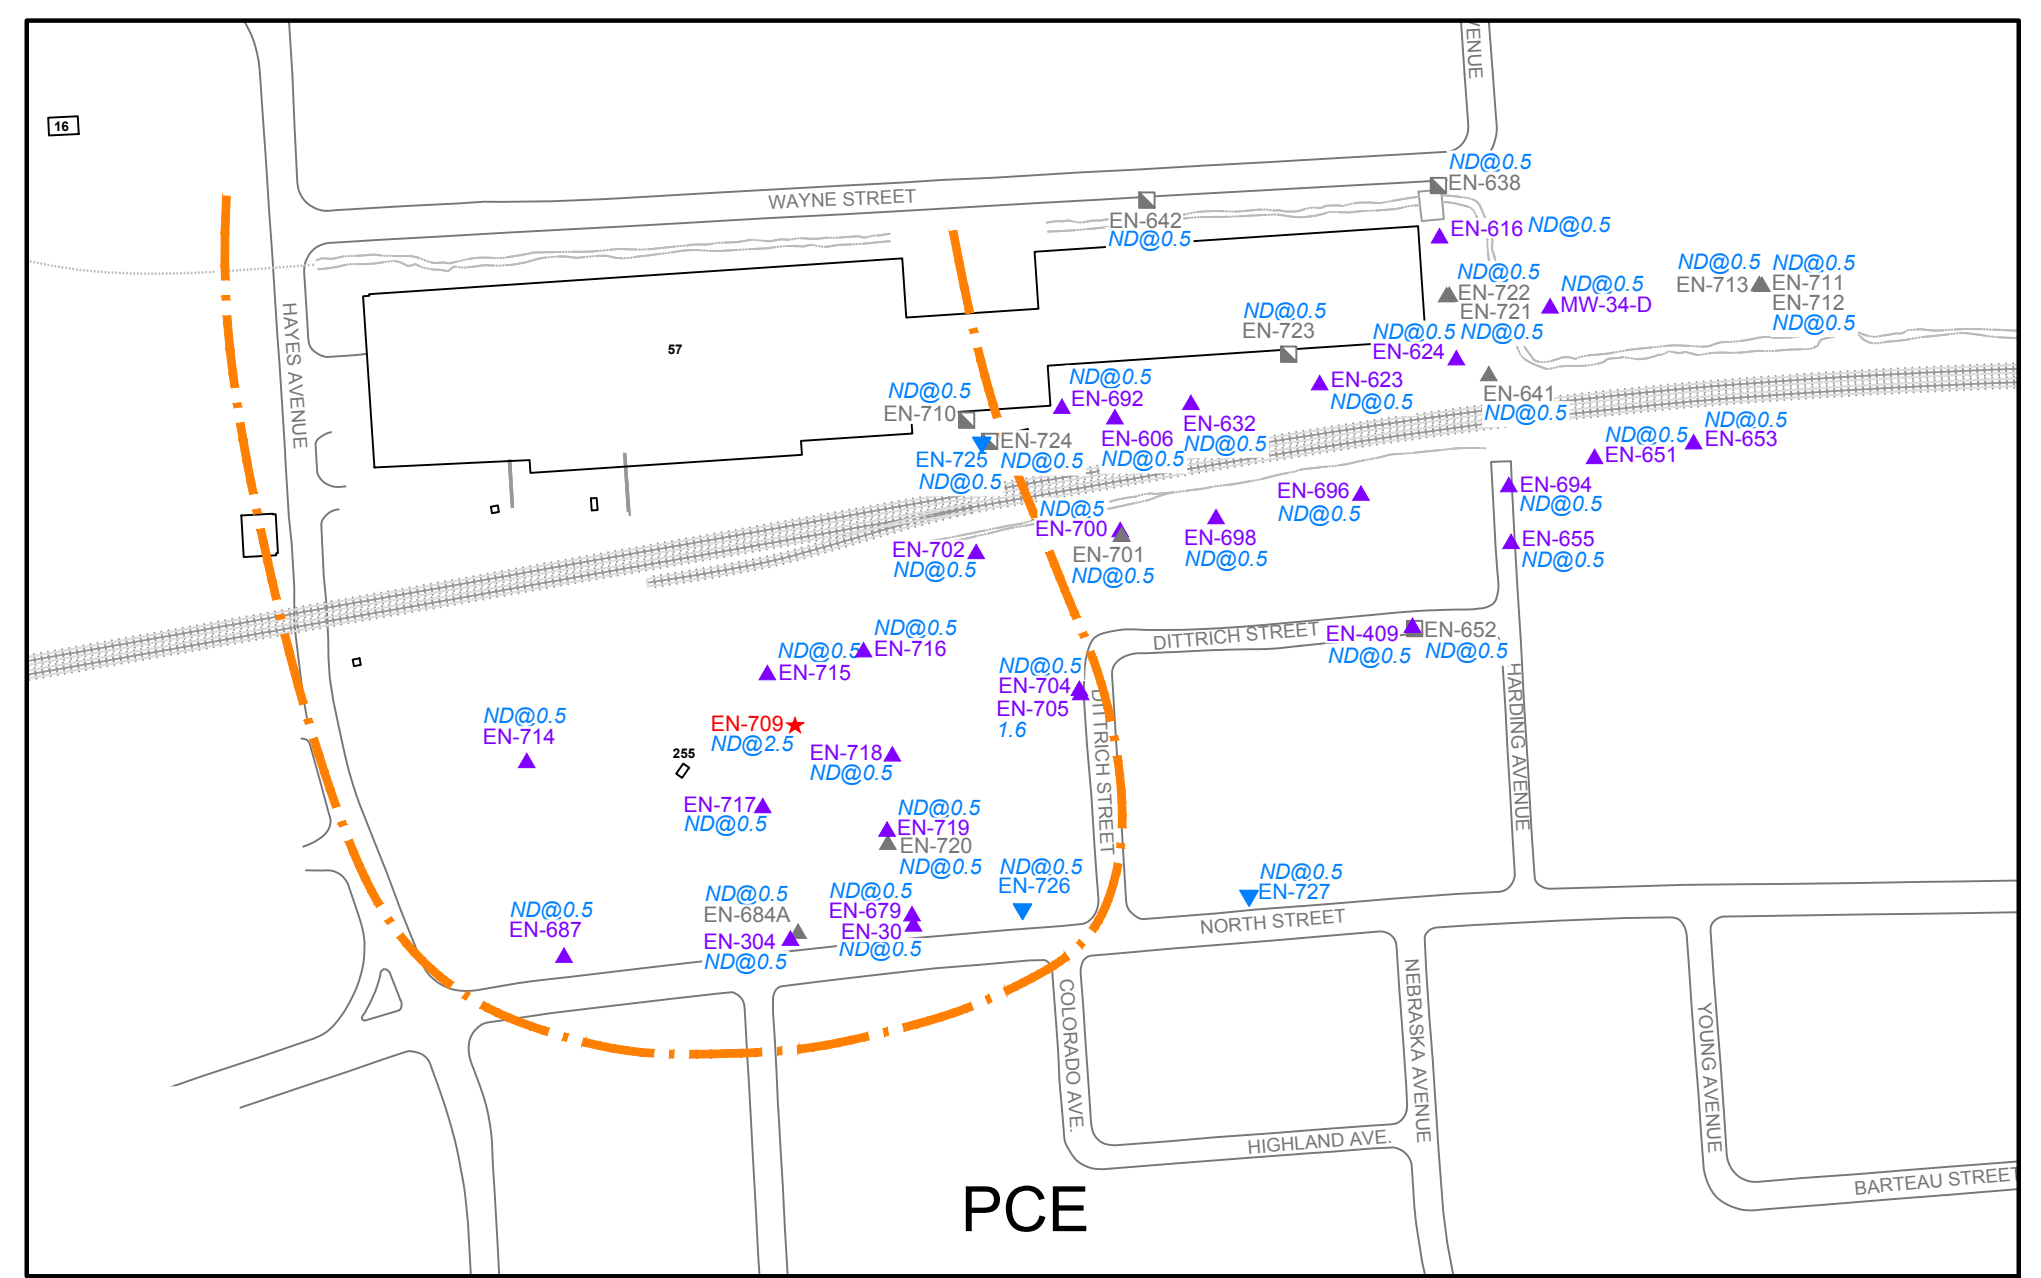 VENUE
16
ND@0.5
EN-638
WAYNE STREET
EN-642
ND@0.5
EN-616 ND@0.5
ND@0.5
EN-722
EN-721
ND@0.5
ND@0.5
MW-34-D
ND@0.5
EN-713
ND@0.5
EN-711
EN-712
ND@0.5
HAYES AVENUE
57
ND@0.5
EN-723
ND@0.5
EN-624
EN-623
ND@0.5
EN-641
ND@0.5
ND@0.5
EN-710
ND@0.5
EN-692
EN-606
ND@0.5
EN-632
ND@0.5
EN-724
ND@0.5
EN-725
ND@0.5
ND@0.5
EN-651
ND@0.5
EN-653
EN-694
ND@0.5
EN-696
ND@0.5
ND@5
EN-700
EN-701
ND@0.5
EN-698
ND@0.5
EN-702
ND@0.5
EN-655
ND@0.5
DITTRICH STREET
EN-409
ND@0.5
EN-652
ND@0.5
ND@0.5
EN-716
ND@0.5
EN-715
ND@0.5
EN-704
EN-705
1.6
DITTRICH STREET
HARDING AVENUE
ND@0.5
EN-714
EN-709
ND@2.5
255
EN-718
ND@0.5
EN-717
ND@0.5
ND@0.5
EN-719
EN-720
ND@0.5
ND@0.5
EN-726
ND@0.5
EN-727
NORTH STREET
ND@0.5
EN-687
ND@0.5
EN-684A
EN-304
ND@0.5
ND@0.5
EN-679
EN-30
ND@0.5
COLORADO AVE.
NEBRASKA AVENUE
YOUNG AVENUE
HIGHLAND AVE.
BARTEAU STREET
PCE